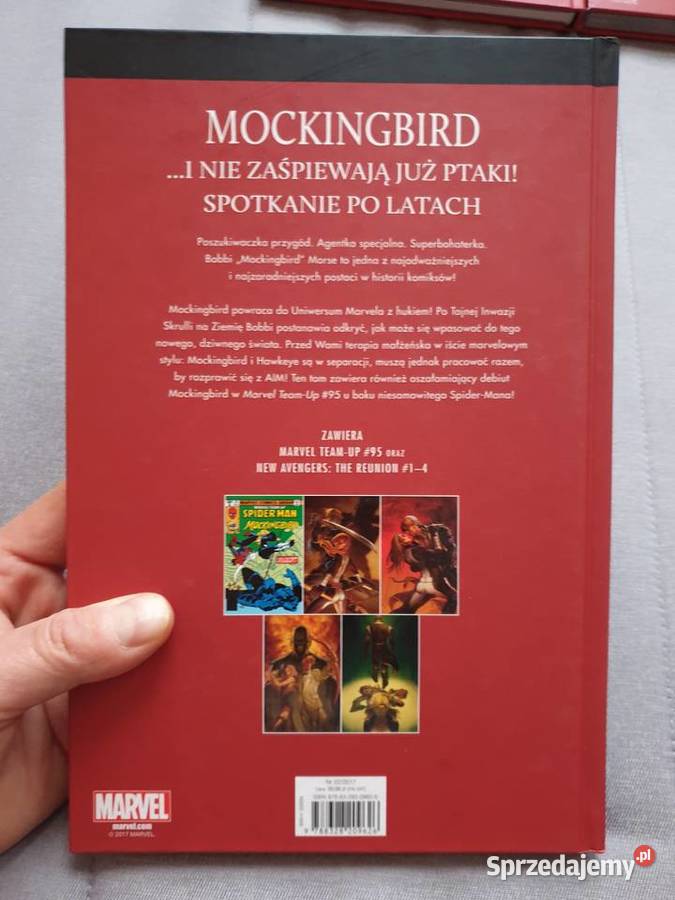 MOCKINGBIRD
...I NIE ZAŚPIEWAJĄ JUŻ PTAKI!
SPOTKANIE PO LATACH
Poszukiwaczka przygód. Agentka specjalna. Superbohaterka.
Bobbi „Mockingbird” Morse to jedna z najodważniejszych
i najzaradniejszych postaci w historii komiksów!
Mockingbird powraca do Uniwersum Marvela z hukiem! Po Tajnej Inwazji
Skrulli na Ziemię Bobbi postanawia odkryć, jak może się wpasować do tego
nowego, dziwnego świata. Przed Wami terapia małżeńska w iście marvelowym
stylu: Mockingbird i Hawkeye są w separacji, muszą jednak pracować razem,
by rozprawić się z AIM! Ten tom zawiera również oszałamiający debiut
Mockingbird w Marvel Team-Up #95 u boku niesamowitego Spider-Mana!
ZAWIERA
MARVEL TEAM-UP #95 ORAZ
NEW AVENGERS: THE REUNION #1–4
SPIDER-MAN
MOCKINGBIRD
MARVEL
marvel.com
© 2017 MARVEL
9 788328 209626
Sprzedajemy.pl